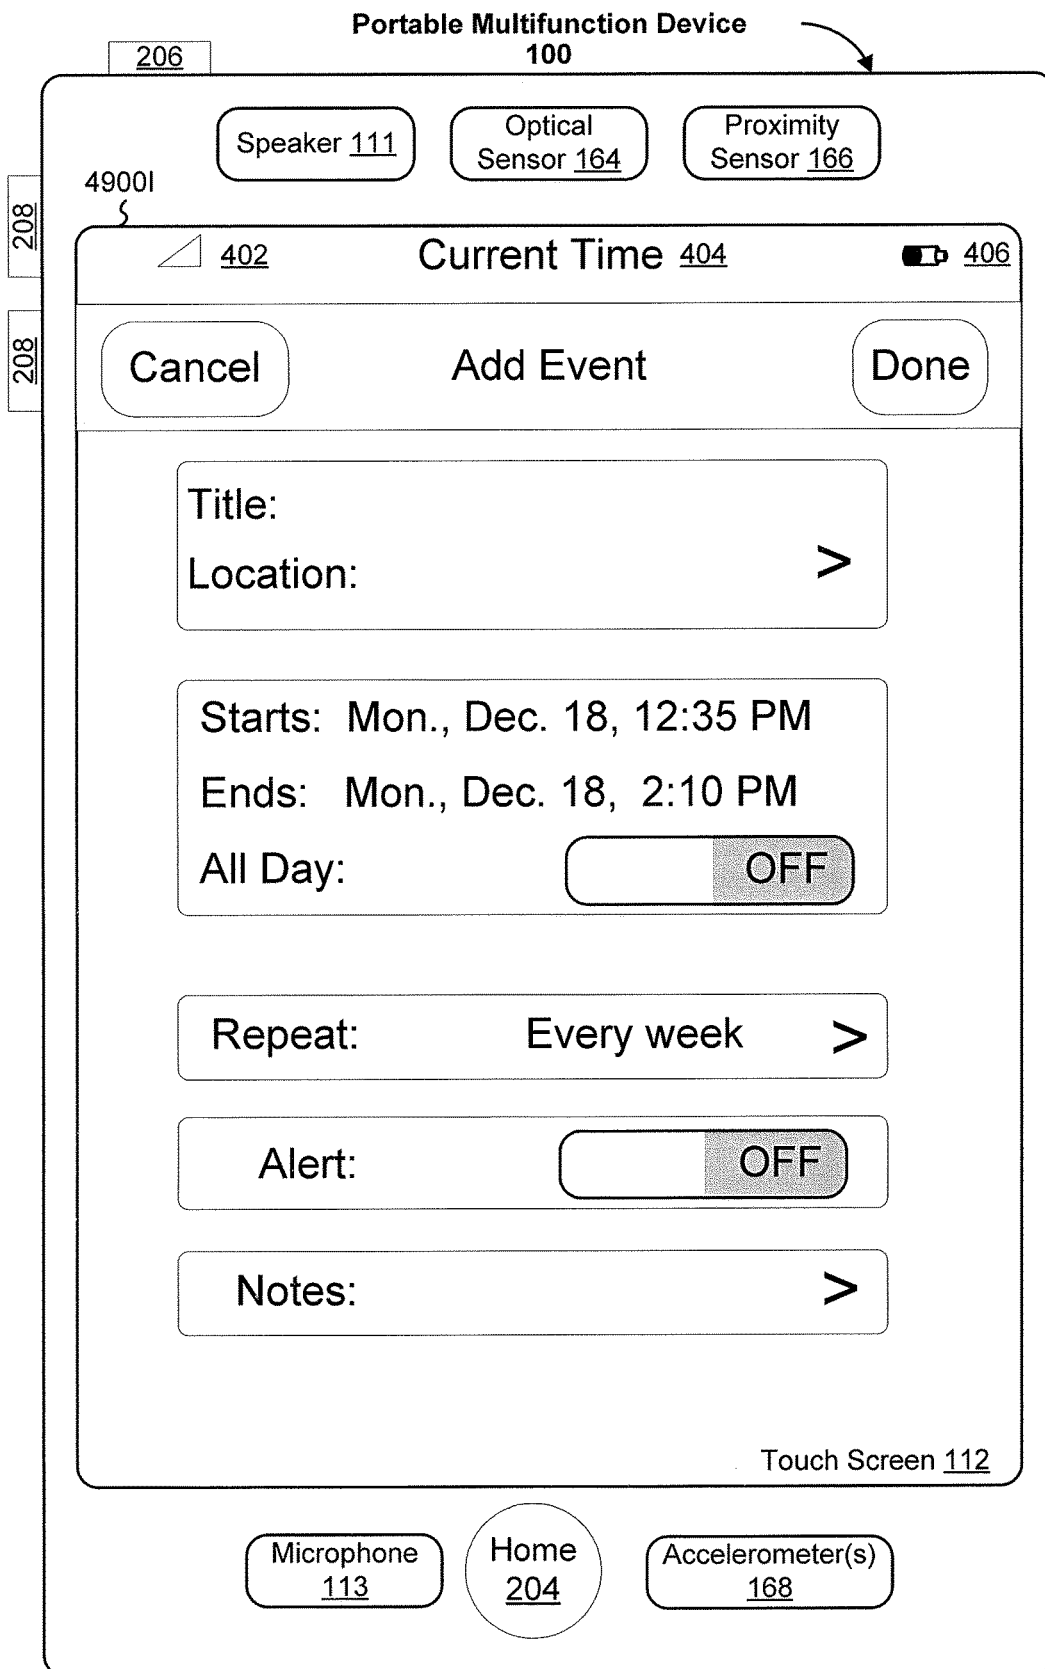 Portable Multifunction Device
100
206
Speaker 111
Optical
Sensor 164
Proximity
Sensor 166
4900I
208
208
402
Current Time 404
406
Cancel
Add Event
Done
Title:
Location:
>
Starts: Mon., Dec. 18, 12:35 PM
Ends: Mon., Dec. 18, 2:10 PM
All Day:
OFF
Repeat: Every week >
Alert:
OFF
Notes: >
Touch Screen 112
Microphone
113
Home
204
Accelerometer(s)
168